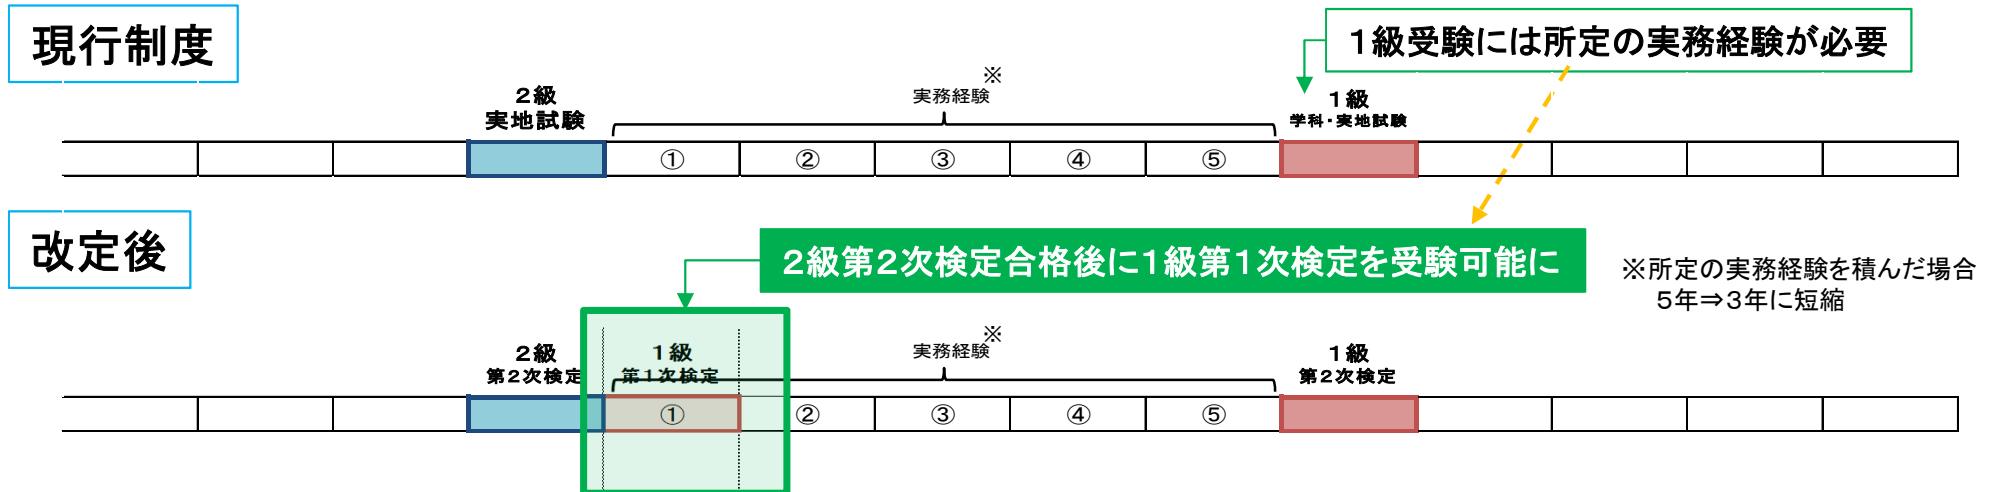 現行制度
1級受験には所定の実務経験が必要
※
2級
実地試験
実務経験
1級
学科・実地試験
① ② ③ ④ ⑤
改定後
2級第2次検定合格後に1級第1次検定を受験可能に
※所定の実務経験を積んだ場合
5年⇒3年に短縮
※
2級
第2次検定
1級
第1次検定
実務経験
1級
第2次検定
① ② ③ ④ ⑤